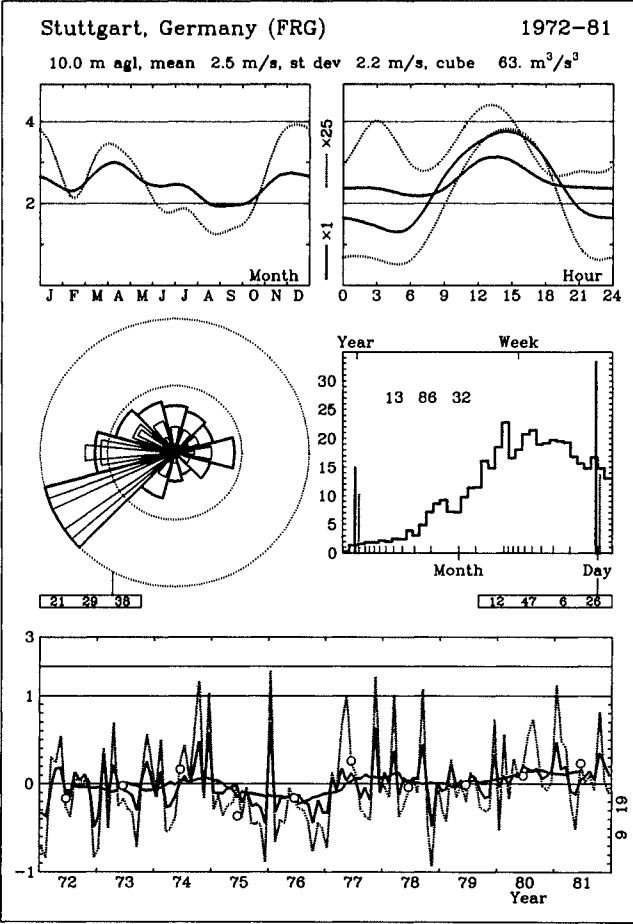 Stuttgart, Germany (FRG) 1972-81
10.0 m agl, mean 2.5 m/s, st dev 2.2 m/s, cube 63. m³/s³
4
2
×1 ×25
Month
Hour
J F M A M J J A S O N D
0 3 6 9 12 15 18 21 24
Year Week
35
30
25
20
15
10
5
0
13 86 32
Month Day
21 29 36
12 47 6 26
3
1
0
-1
9 19
72 73 74 75 76 77 78 79 80 81
Year